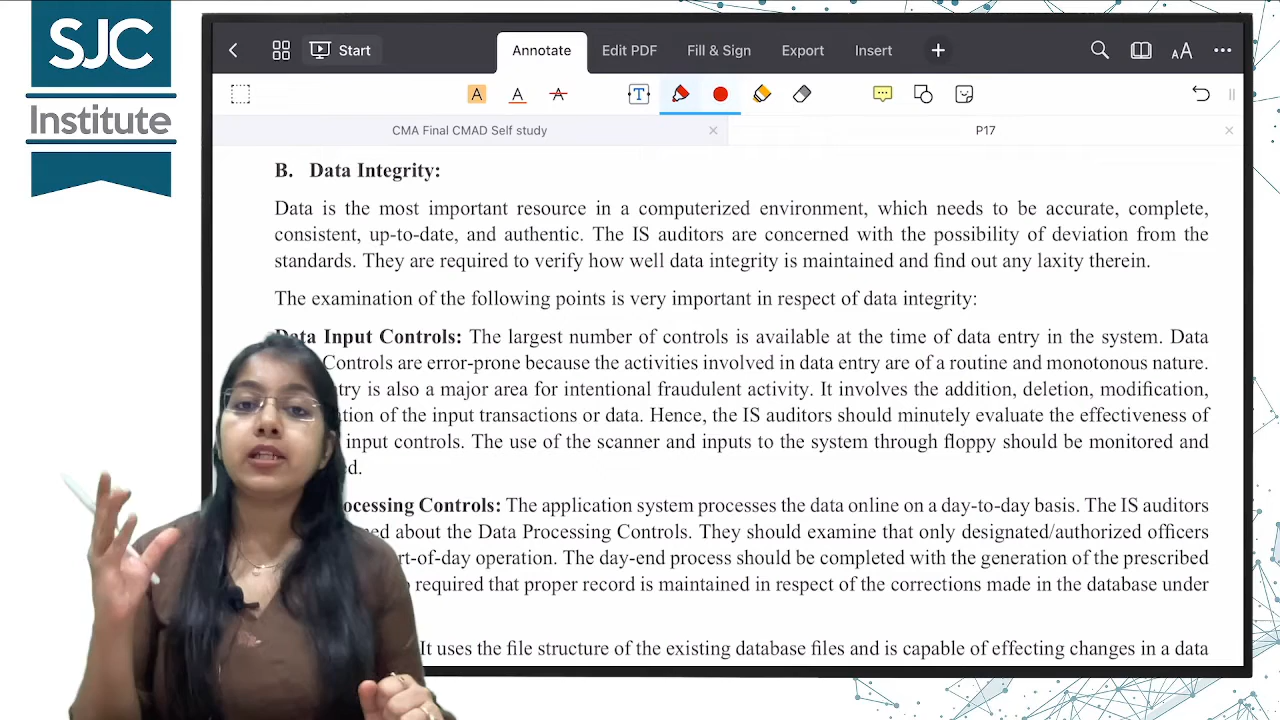 SJC
Institute
Start
Annotate
Edit PDF
Fill & Sign
Export
Insert
AA
T
A
A
A
CMA Final CMAD Self study
P17
B. Data Integrity:
Data is the most important resource in a computerized environment, which needs to be accurate, complete,
consistent, up-to-date, and authentic. The IS auditors are concerned with the possibility of deviation from the
standards. They are required to verify how well data integrity is maintained and find out any laxity therein.
The examination of the following points is very important in respect of data integrity:
Data Input Controls: The largest number of controls is available at the time of data entry in the system. Data
Controls are error-prone because the activities involved in data entry are of a routine and monotonous nature.
is also a major area for intentional fraudulent activity. It involves the addition, deletion, modification,
of the input transactions or data. Hence, the IS auditors should minutely evaluate the effectiveness of
input controls. The use of the scanner and inputs to the system through floppy should be monitored and
Controls: The application system processes the data online on a day-to-day basis. The IS auditors
about the Data Processing Controls. They should examine that only designated/authorized officers
operation. The day-end process should be completed with the generation of the prescribed
required that proper record is maintained in respect of the corrections made in the database under
It uses the file structure of the existing database files and is capable of effecting changes in a data